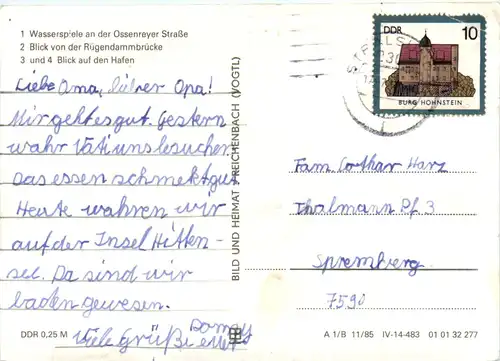 1 Wasserspiele an der Ossenreyer Straße
2 Blick von der Rügendammbrücke
3 und 4 Blick auf den Hafen
Liebe Oma, lieber Opa!
Mir geht es gut. Gestern
wahr Vati uns besuchen
Das essen schmekt gut
Heute wahren wir
auf der Insel Hitten-
see. Da sind wir
baden gewesen.
Viele Grüße
DDR 0,25 M
BILD UND HEIMAT REICHENBACH (VOGTL)
STRALS
DDR 10
BURG HOHNSTEIN
Fam. Lothar Harz
Thälmann Pf 3
Spremberg
7590
A 1/B 11/85 IV-14-483 01 01 32 277